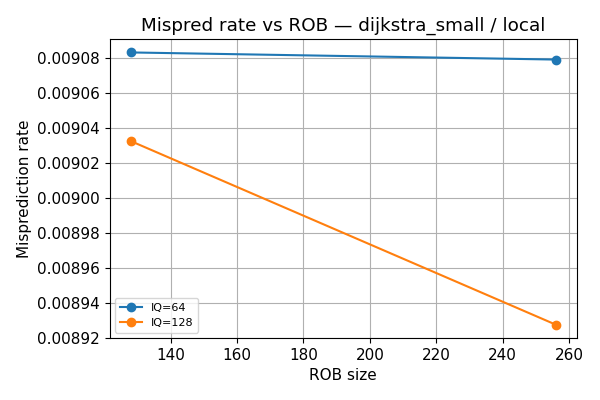 Mispred rate vs ROB — dijkstra_small / local
Misprediction rate
0.00908
0.00906
0.00904
0.00902
0.00900
0.00898
0.00896
0.00894
0.00892
IQ=64
IQ=128
140 160 180 200 220 240 260
ROB size